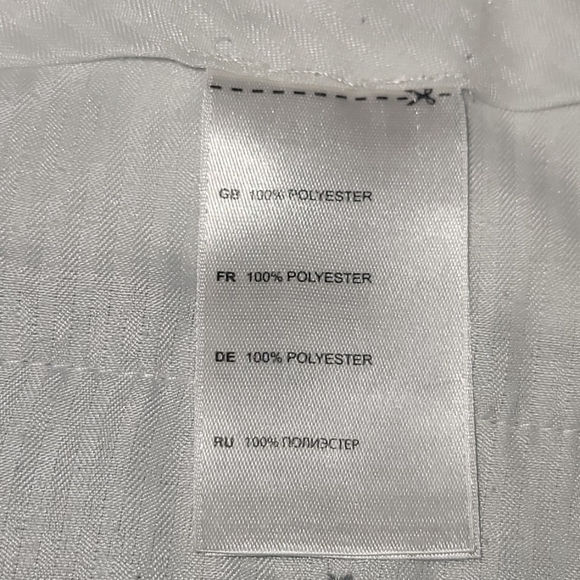 GB 100% POLYESTER
FR 100% POLYESTER
DE 100% POLYESTER
RU 100% ПОЛИЭСТЕР